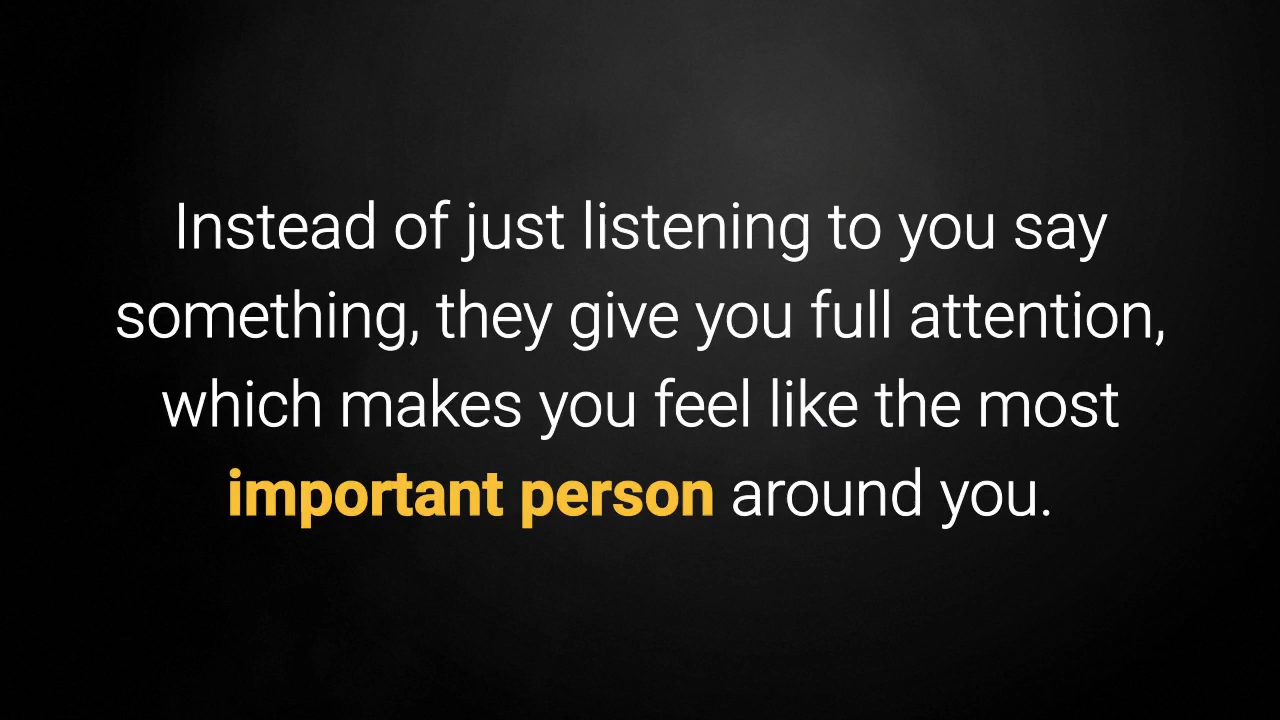 Instead of just listening to you say
something, they give you full attention,
which makes you feel like the most
important person around you.